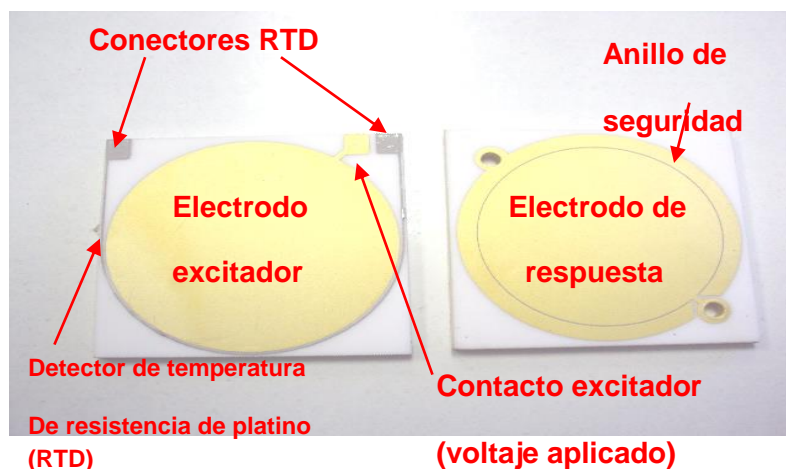 Conectores RTD
Anillo de
seguridad
Electrodo
excitador
Electrodo de
respuesta
Detector de temperatura
De resistencia de platino
(RTD)
Contacto excitador
(voltaje aplicado)